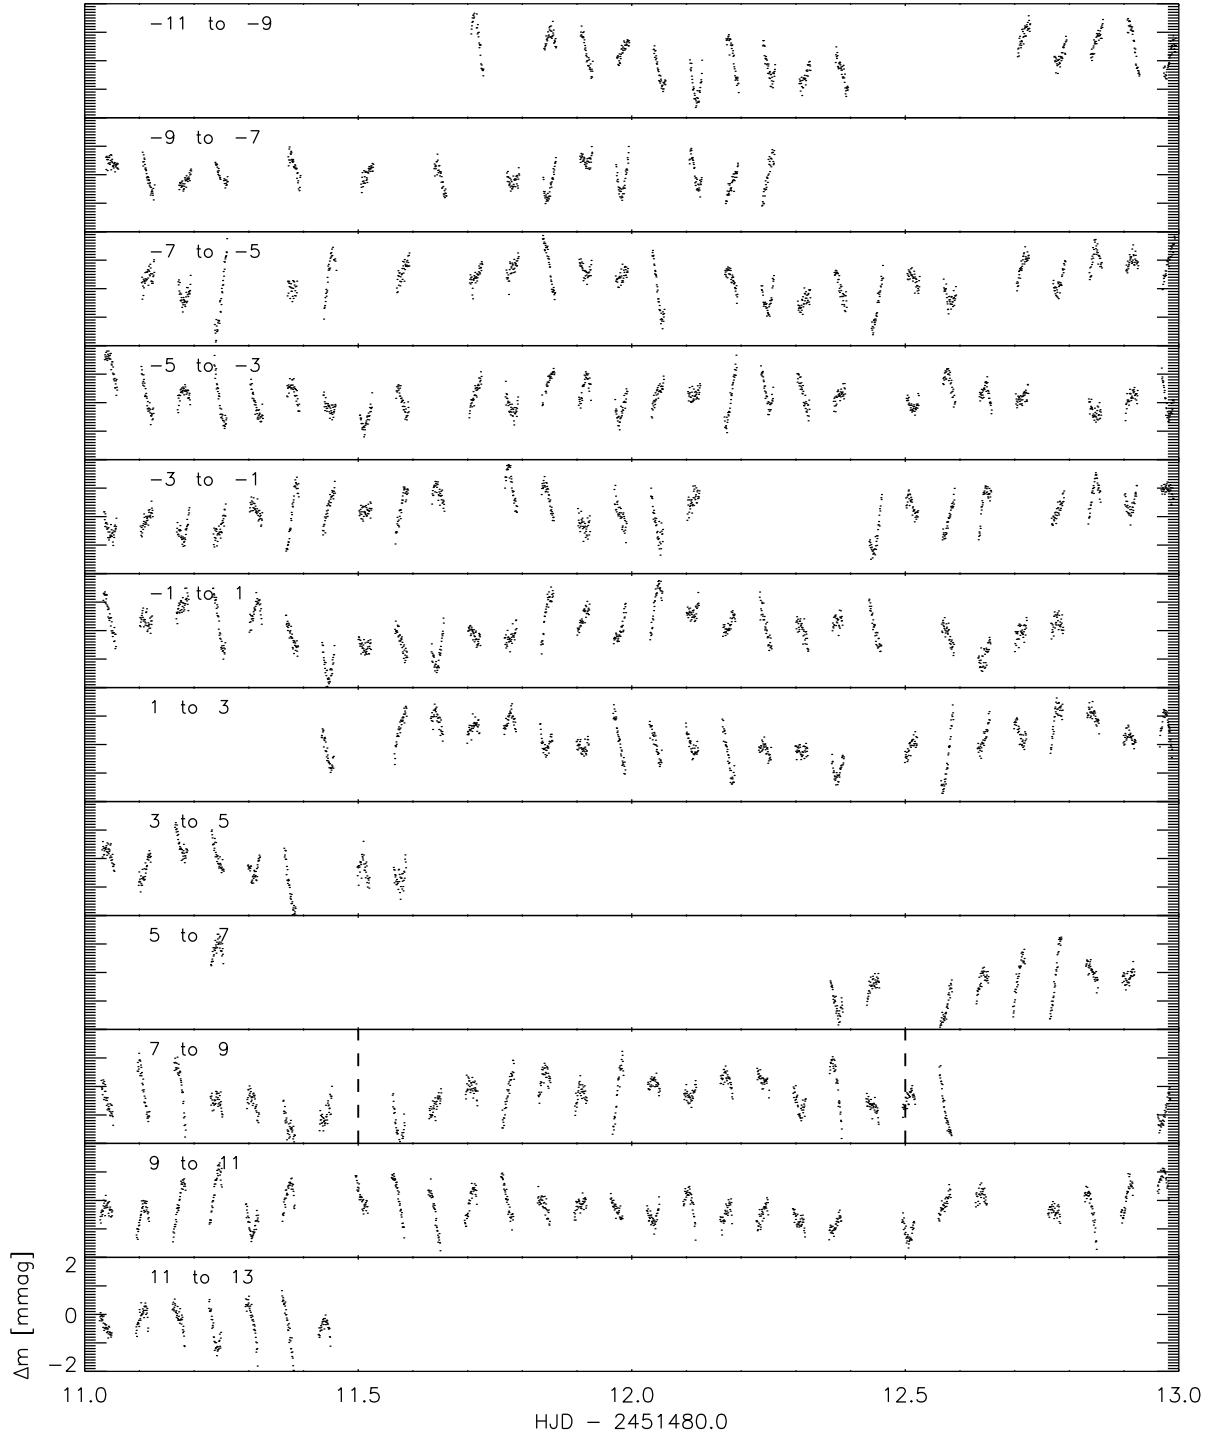 −11 to −9
−9 to −7
−7 to −5
−5 to −3
−3 to −1
−1 to 1
1 to 3
3 to 5
5 to 7
7 to 9
9 to 11
11 to 13
2
0
−2
Δm [mmag]
11.0 11.5 12.0 12.5 13.0
HJD − 2451480.0